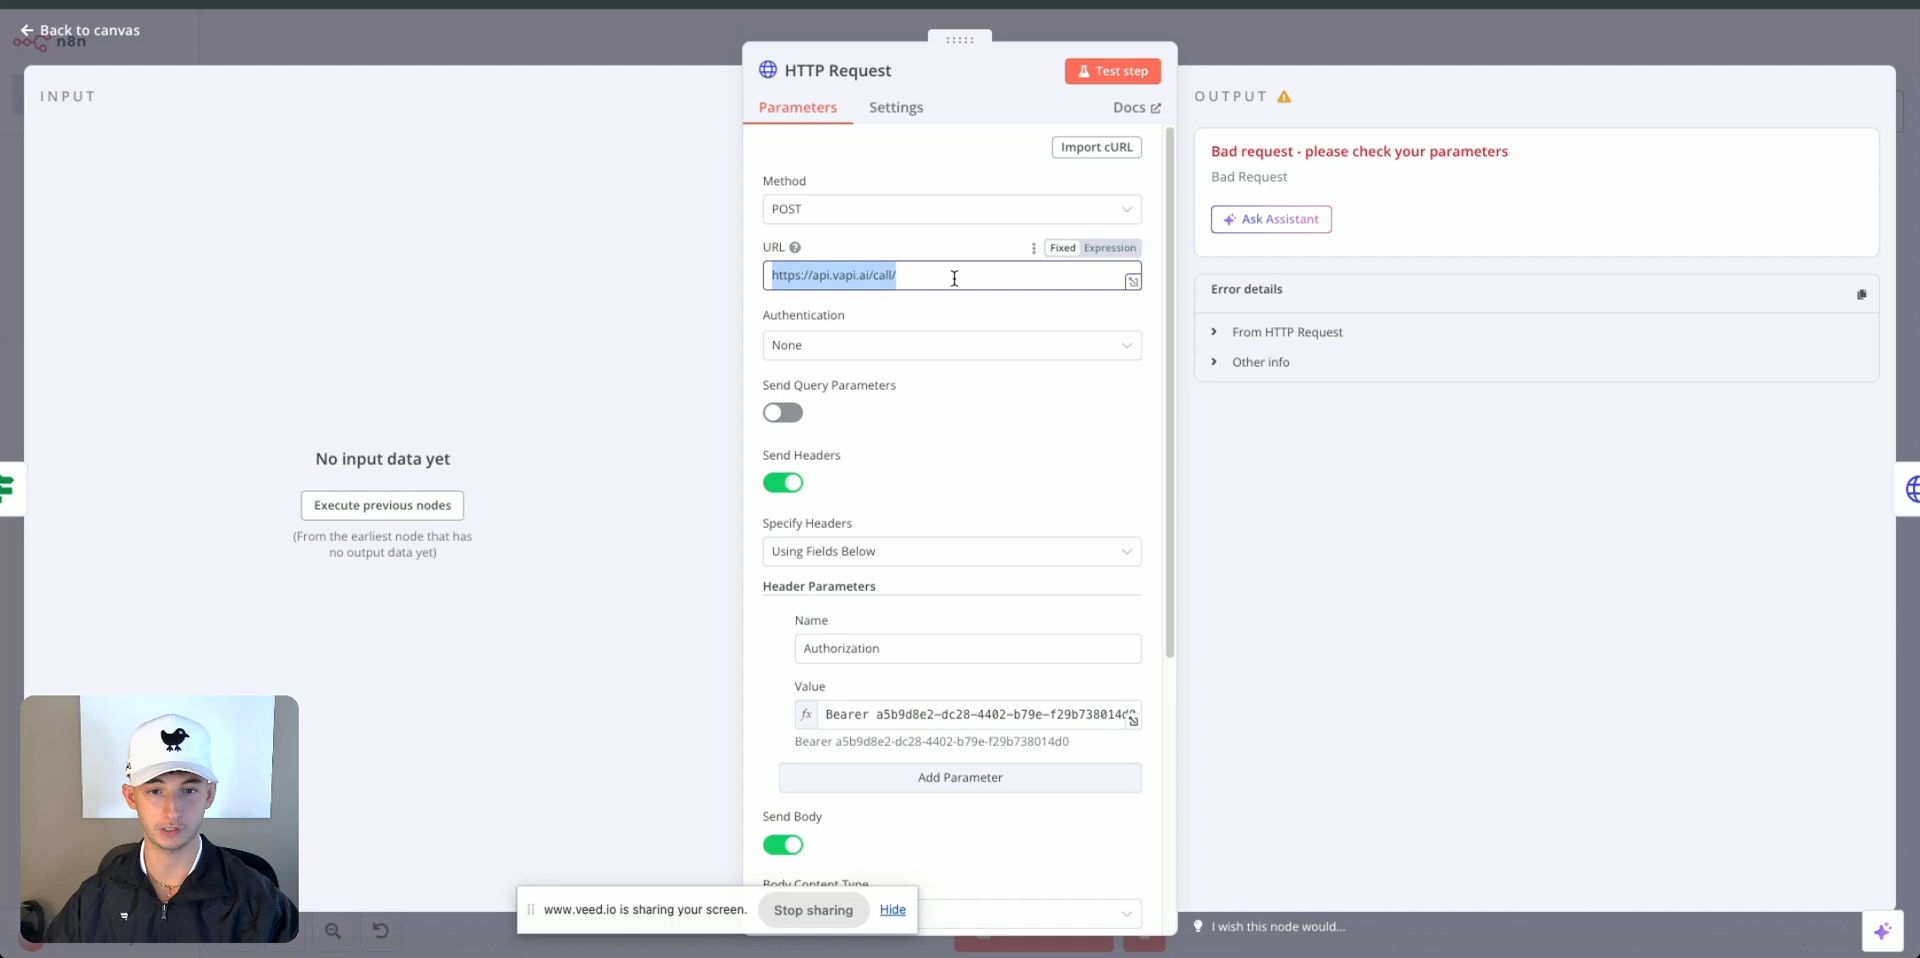 Back to canvas
n8n
INPUT
No input data yet
Execute previous nodes
(From the earliest node that has
no output data yet)
HTTP Request
Test step
Parameters
Settings
Docs
Import cURL
Method
POST
URL
Fixed
Expression
https://api.vapi.ai/call/
Authentication
None
Send Query Parameters
Send Headers
Specify Headers
Using Fields Below
Header Parameters
Name
Authorization
Value
fx
Bearer a5b9d8e2-dc28-4402-b79e-f29b738014d0
Bearer a5b9d8e2-dc28-4402-b79e-f29b738014d0
Add Parameter
Send Body
Body Content Type
www.veed.io is sharing your screen.
Stop sharing
Hide
OUTPUT
Bad request - please check your parameters
Bad Request
Ask Assistant
Error details
From HTTP Request
Other info
I wish this node would...